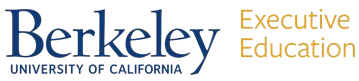 Berkeley
UNIVERSITY OF CALIFORNIA
Executive
Education